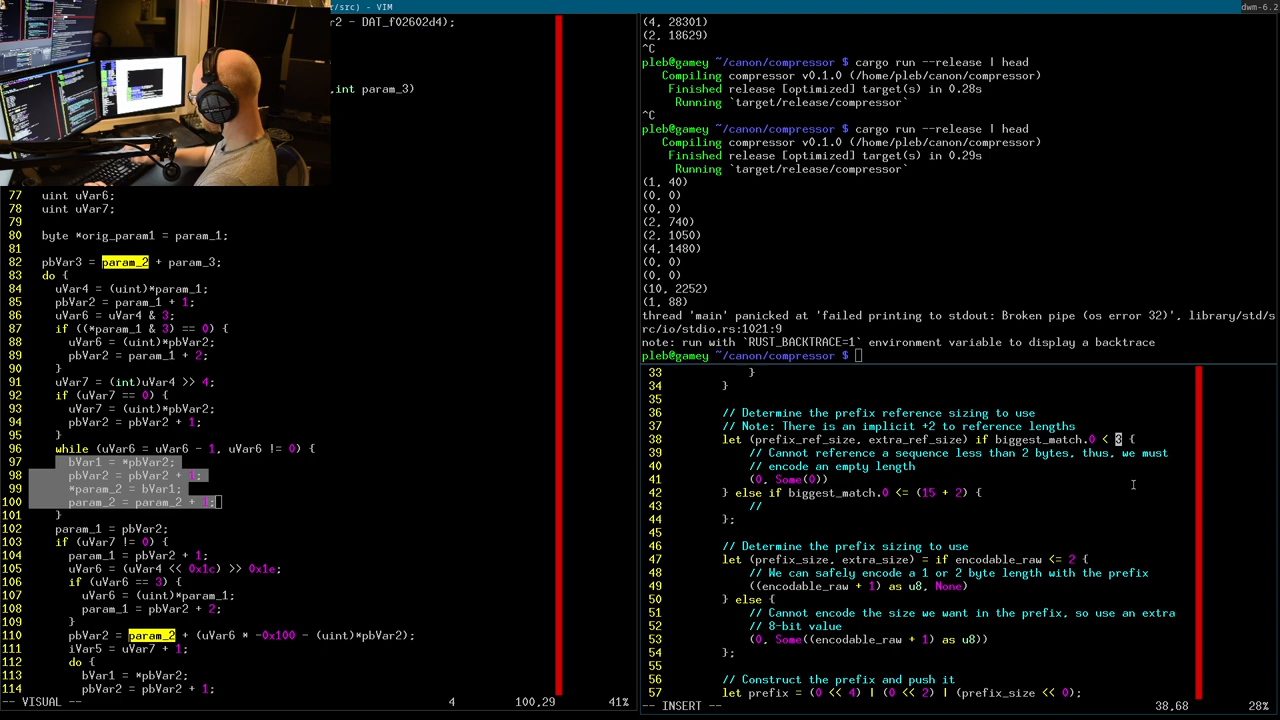 r/src) - VIM
dwm-6.2
r2 - DAT_f02602d4);
,int param_3)
77 uint uVar6;
78 uint uVar7;
79
80 byte *orig_param1 = param_1;
81
82 pbVar3 = param_2 + param_3;
83 do {
84 uVar4 = (uint)*param_1;
85 pbVar2 = param_1 + 1;
86 uVar6 = uVar4 & 3;
87 if ((*param_1 & 3) == 0) {
88 uVar6 = (uint)*pbVar2;
89 pbVar2 = param_1 + 2;
90 }
91 uVar7 = (int)uVar4 >> 4;
92 if (uVar7 == 0) {
93 uVar7 = (uint)*pbVar2;
94 pbVar2 = pbVar2 + 1;
95 }
96 while (uVar6 = uVar6 - 1, uVar6 != 0) {
97 bVar1 = *pbVar2;
98 pbVar2 = pbVar2 + 1;
99 *param_2 = bVar1;
100 param_2 = param_2 + 1;
101 }
102 param_1 = pbVar2;
103 if (uVar7 != 0) {
104 param_1 = pbVar2 + 1;
105 uVar6 = (uVar4 << 0x1c) >> 0x1e;
106 if (uVar6 == 3) {
107 uVar6 = (uint)*param_1;
108 param_1 = pbVar2 + 2;
109 }
110 pbVar2 = param_2 + (uVar6 * -0x100 - (uint)*pbVar2);
111 iVar5 = uVar7 + 1;
112 do {
113 bVar1 = *pbVar2;
114 pbVar2 = pbVar2 + 1;
-- VISUAL -- 4 100,29 41%
(4, 28301)
(2, 18629)
^C
pleb@gamey ~/canon/compressor $ cargo run --release | head
Compiling compressor v0.1.0 (/home/pleb/canon/compressor)
Finished release [optimized] target(s) in 0.28s
Running `target/release/compressor`
^C
pleb@gamey ~/canon/compressor $ cargo run --release | head
Compiling compressor v0.1.0 (/home/pleb/canon/compressor)
Finished release [optimized] target(s) in 0.29s
Running `target/release/compressor`
(1, 40)
(0, 0)
(0, 0)
(2, 740)
(2, 1050)
(4, 1480)
(0, 0)
(0, 0)
(10, 2252)
(1, 88)
thread 'main' panicked at 'failed printing to stdout: Broken pipe (os error 32)', library/std/s
rc/io/stdio.rs:1021:9
note: run with `RUST_BACKTRACE=1` environment variable to display a backtrace
pleb@gamey ~/canon/compressor $
33 }
34 }
35
36 // Determine the prefix reference sizing to use
37 // Note: There is an implicit +2 to reference lengths
38 let (prefix_ref_size, extra_ref_size) if biggest_match.0 < 3 {
39 // Cannot reference a sequence less than 2 bytes, thus, we must
40 // encode an empty length
41 (0, Some(0))
42 } else if biggest_match.0 <= (15 + 2) {
43 //
44 };
45
46 // Determine the prefix sizing to use
47 let (prefix_size, extra_size) = if encodable_raw <= 2 {
48 // We can safely encode a 1 or 2 byte length with the prefix
49 ((encodable_raw + 1) as u8, None)
50 } else {
51 // Cannot encode the size we want in the prefix, so use an extra
52 // 8-bit value
53 (0, Some((encodable_raw + 1) as u8))
54 };
55
56 // Construct the prefix and push it
57 let prefix = (0 << 4) | (0 << 2) | (prefix_size << 0);
-- INSERT -- 38,68 28%